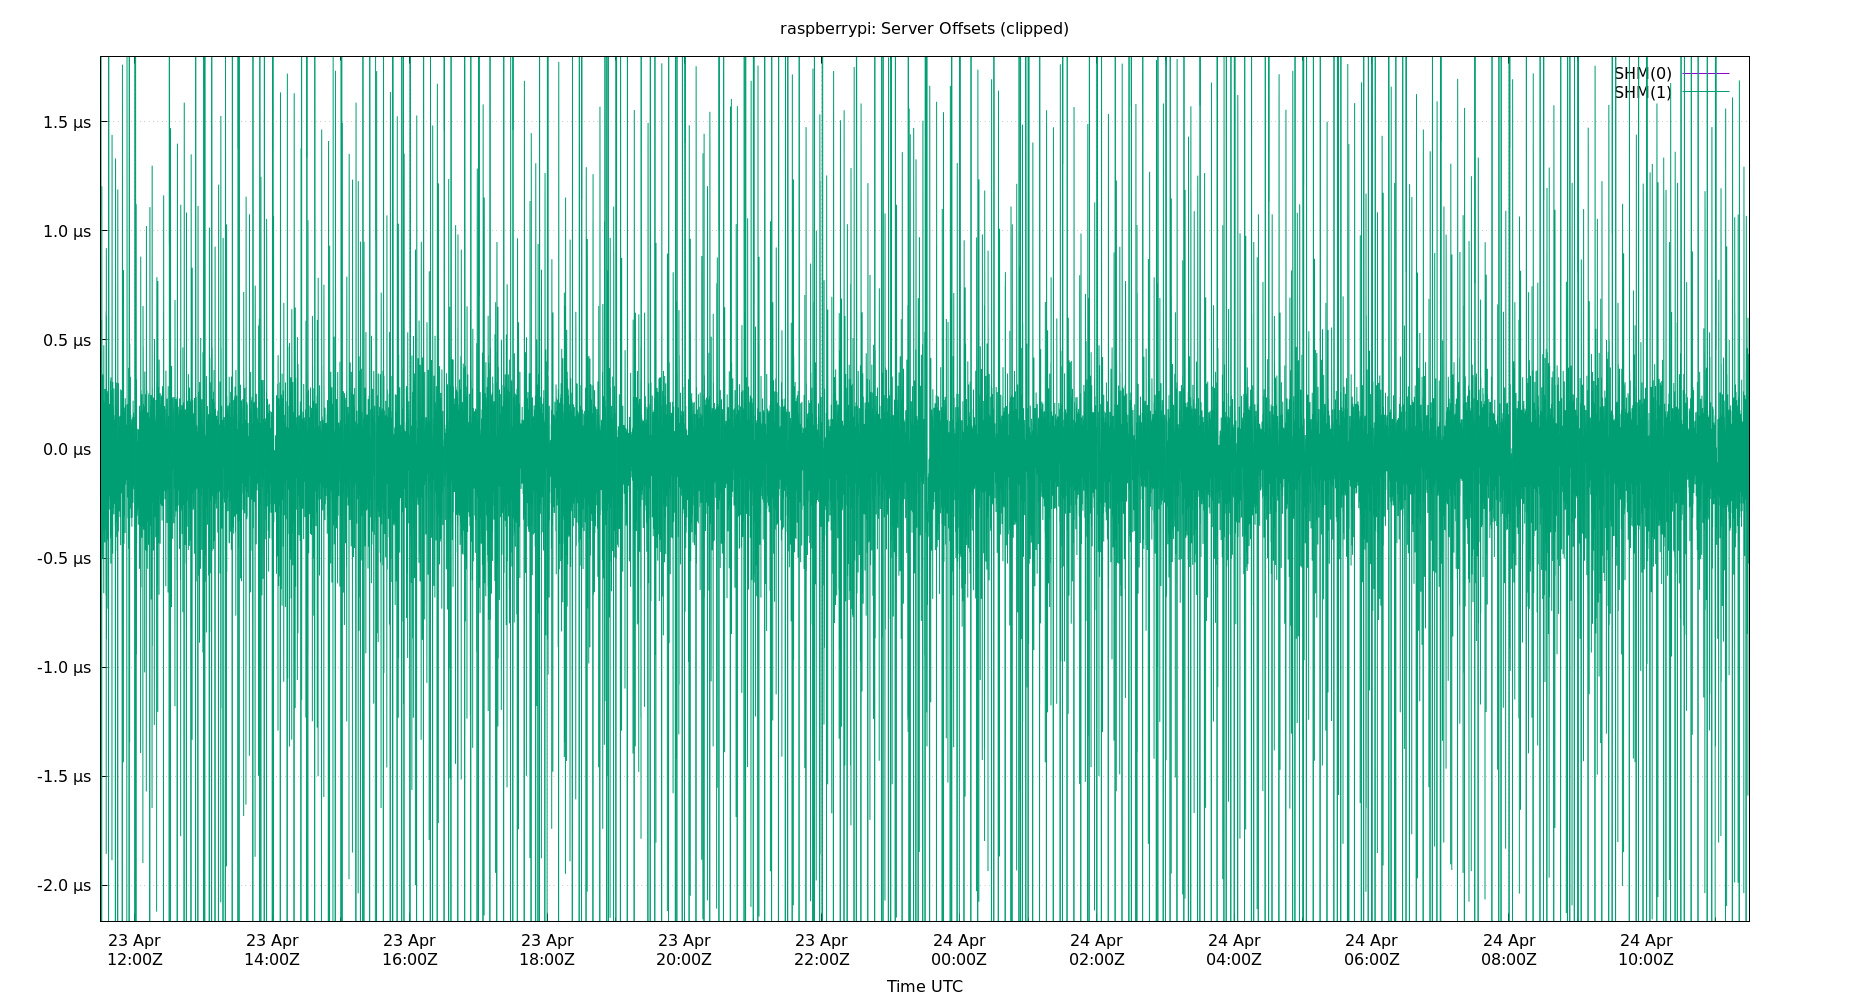 raspberrypi: Server Offsets (clipped)
SHM(0)
SHM(1)
1.5 µs
1.0 µs
0.5 µs
0.0 µs
-0.5 µs
-1.0 µs
-1.5 µs
-2.0 µs
23 Apr 23 Apr 23 Apr 23 Apr 23 Apr 23 Apr 24 Apr 24 Apr 24 Apr 24 Apr 24 Apr 24 Apr
12:00Z 14:00Z 16:00Z 18:00Z 20:00Z 22:00Z 00:00Z 02:00Z 04:00Z 06:00Z 08:00Z 10:00Z
Time UTC